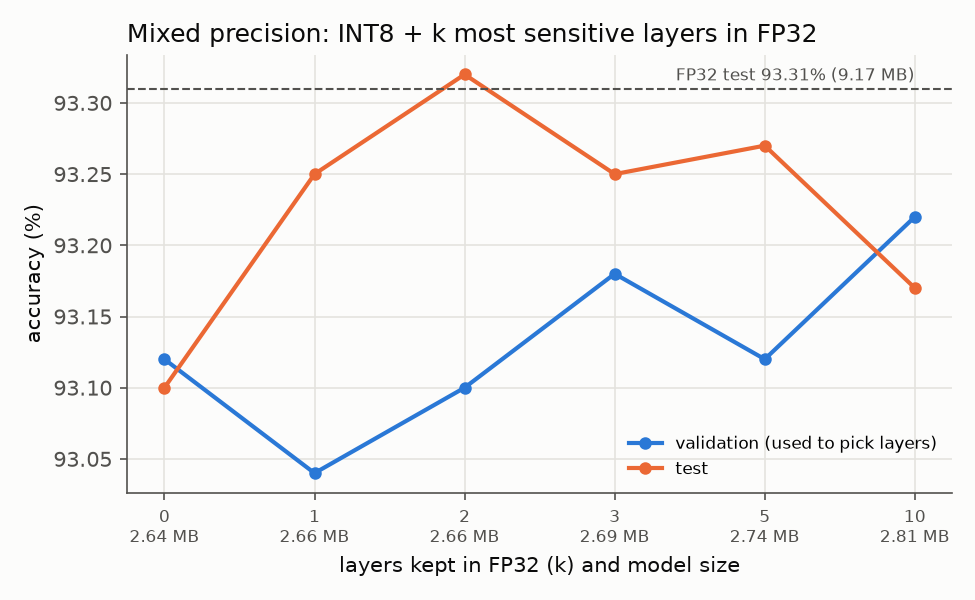 Mixed precision: INT8 + k most sensitive layers in FP32
FP32 test 93.31% (9.17 MB)
accuracy (%)
93.30
93.25
93.20
93.15
93.10
93.05
validation (used to pick layers)
test
0 1 2 3 5 10
2.64 MB 2.66 MB 2.66 MB 2.69 MB 2.74 MB 2.81 MB
layers kept in FP32 (k) and model size